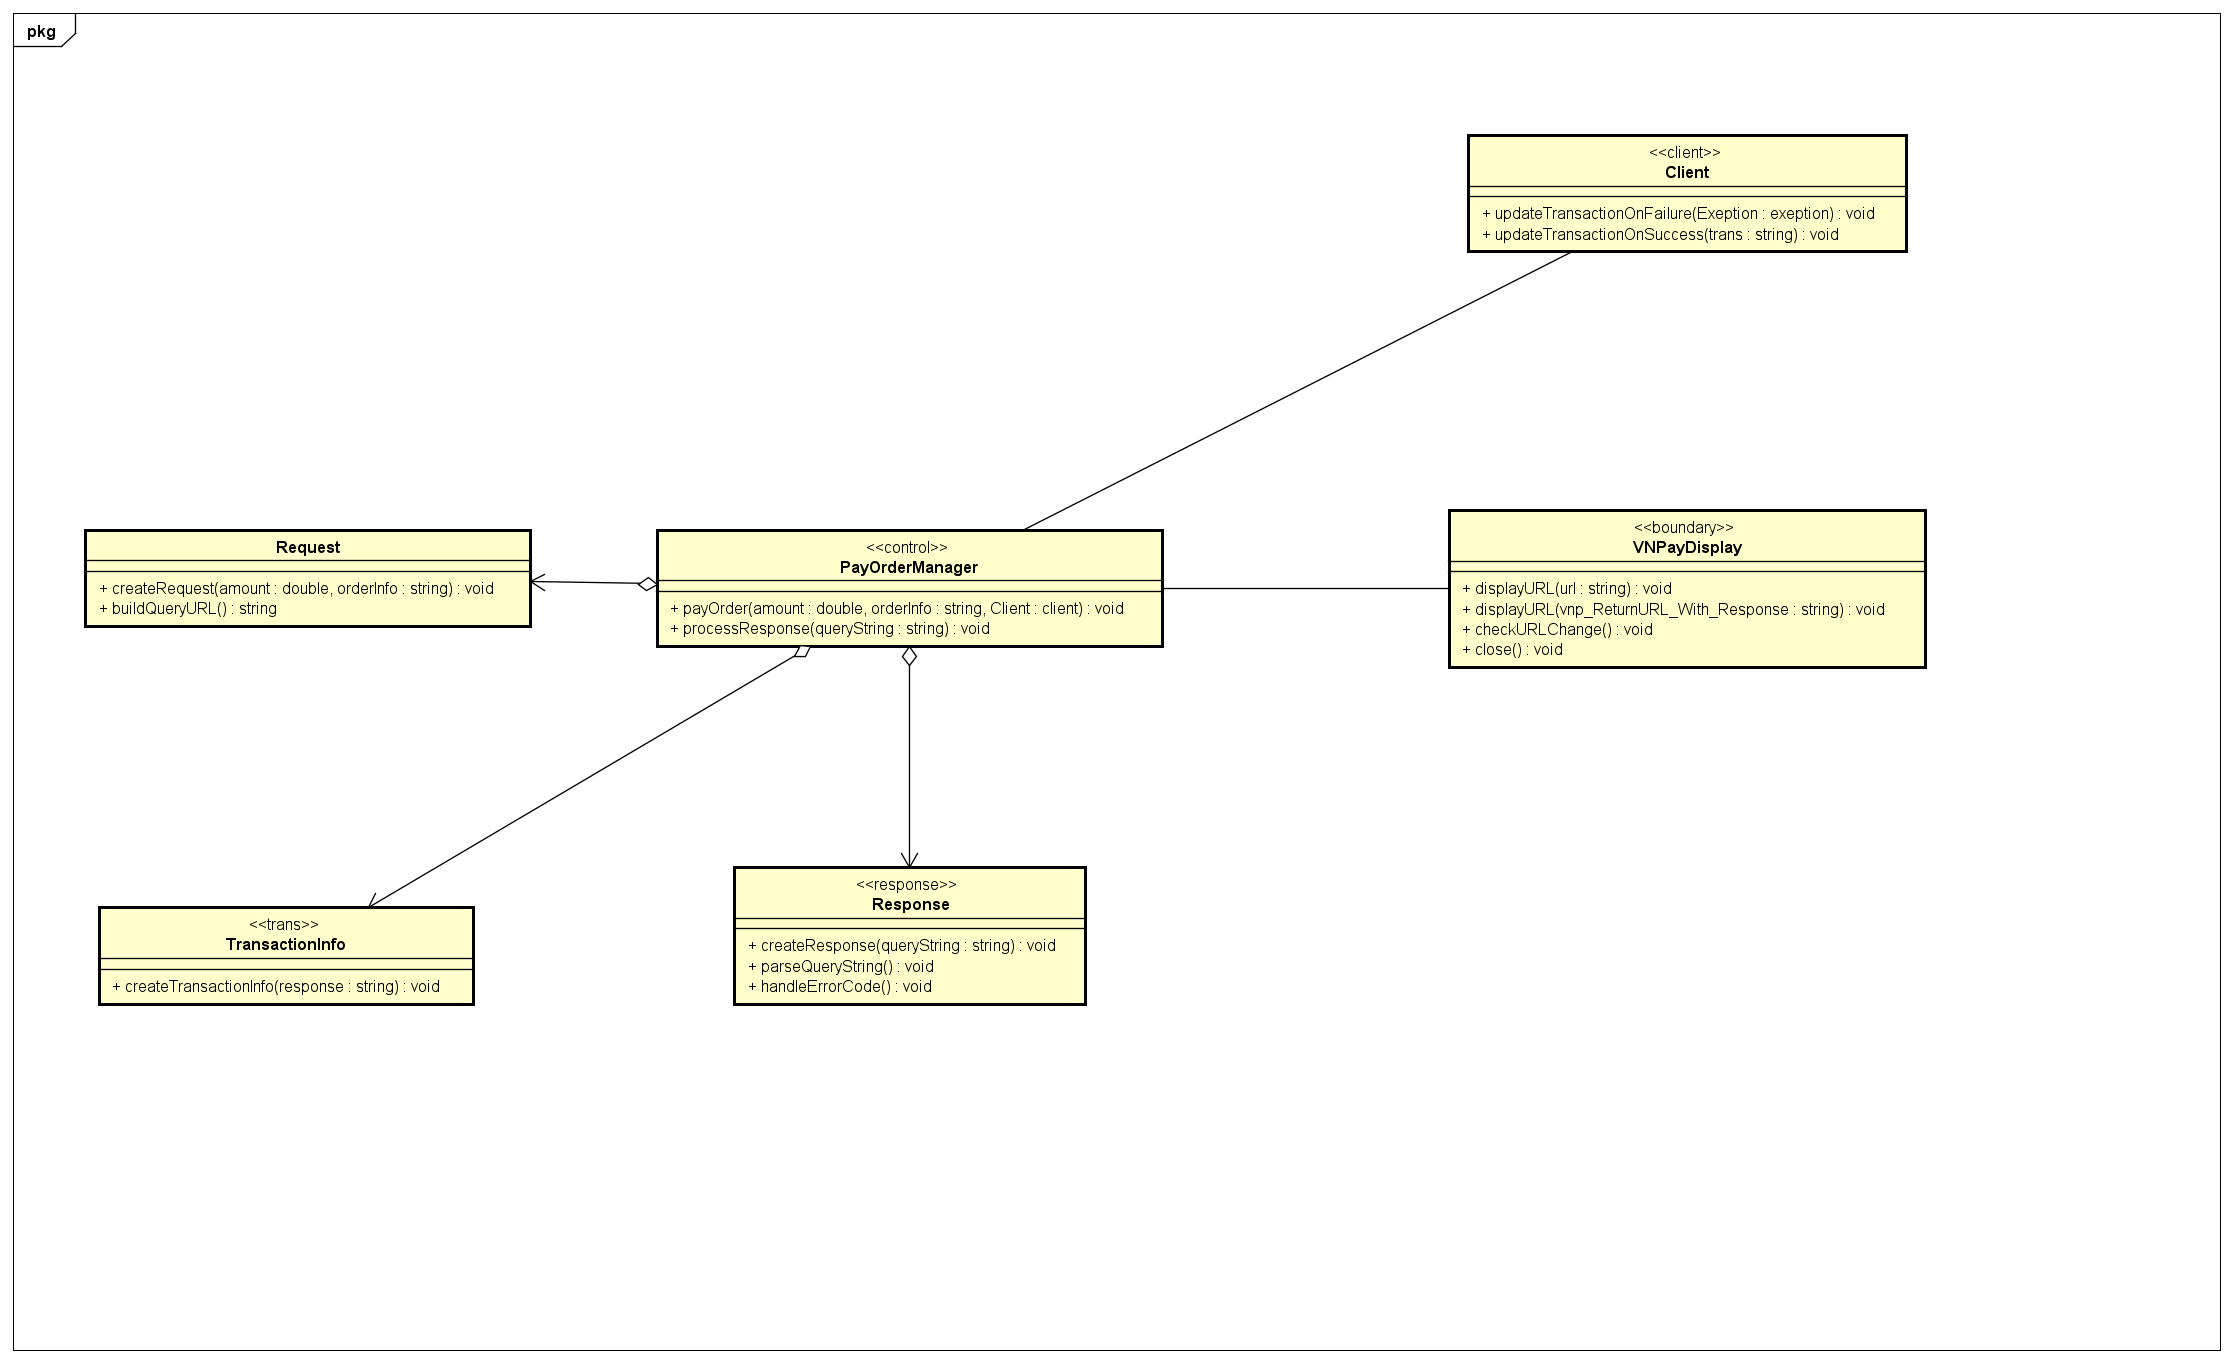 pkg
<<client>>
Client
+ updateTransactionOnFailure(Exeption : exeption) : void
+ updateTransactionOnSuccess(trans : string) : void
Request
+ createRequest(amount : double, orderInfo : string) : void
+ buildQueryURL() : string
<<control>>
PayOrderManager
+ payOrder(amount : double, orderInfo : string, Client : client) : void
+ processResponse(queryString : string) : void
<<boundary>>
VNPayDisplay
+ displayURL(url : string) : void
+ displayURL(vnp_ReturnURL_With_Response : string) : void
+ checkURLChange() : void
+ close() : void
<<trans>>
TransactionInfo
+ createTransactionInfo(response : string) : void
<<response>>
Response
+ createResponse(queryString : string) : void
+ parseQueryString() : void
+ handleErrorCode() : void